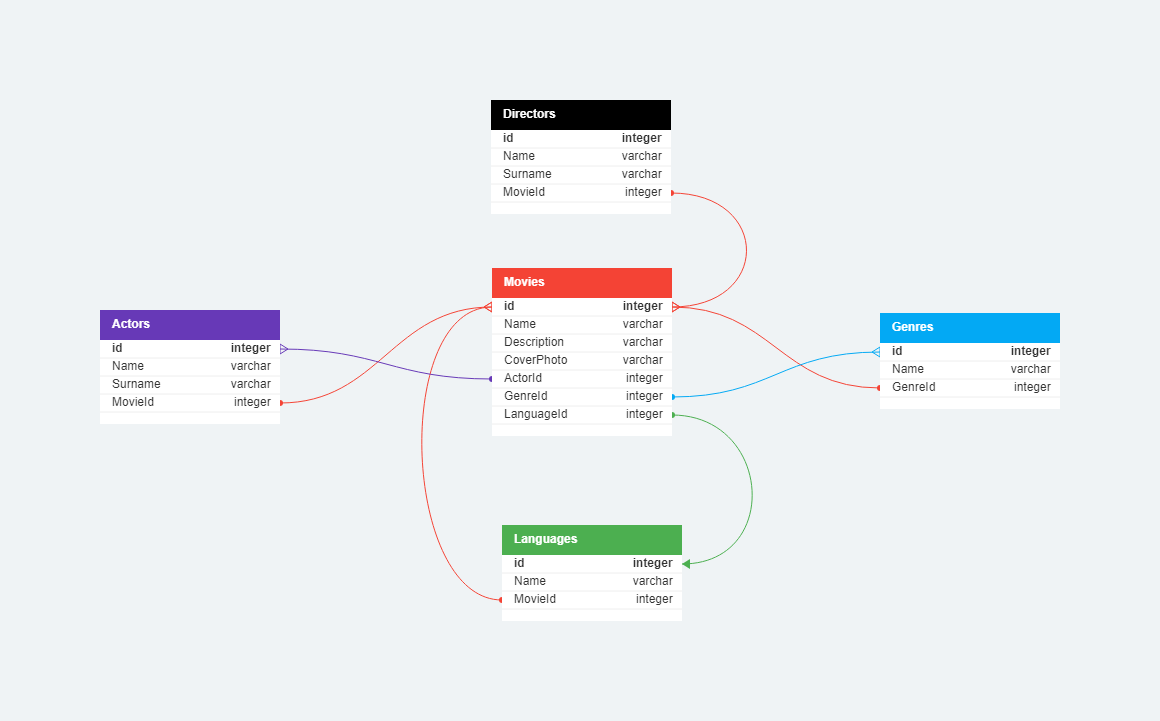 Directors
id integer
Name varchar
Surname varchar
MovieId integer
Movies
id integer
Name varchar
Description varchar
CoverPhoto varchar
ActorId integer
GenreId integer
LanguageId integer
Actors
id integer
Name varchar
Surname varchar
MovieId integer
Genres
id integer
Name varchar
GenreId integer
Languages
id integer
Name varchar
MovieId integer